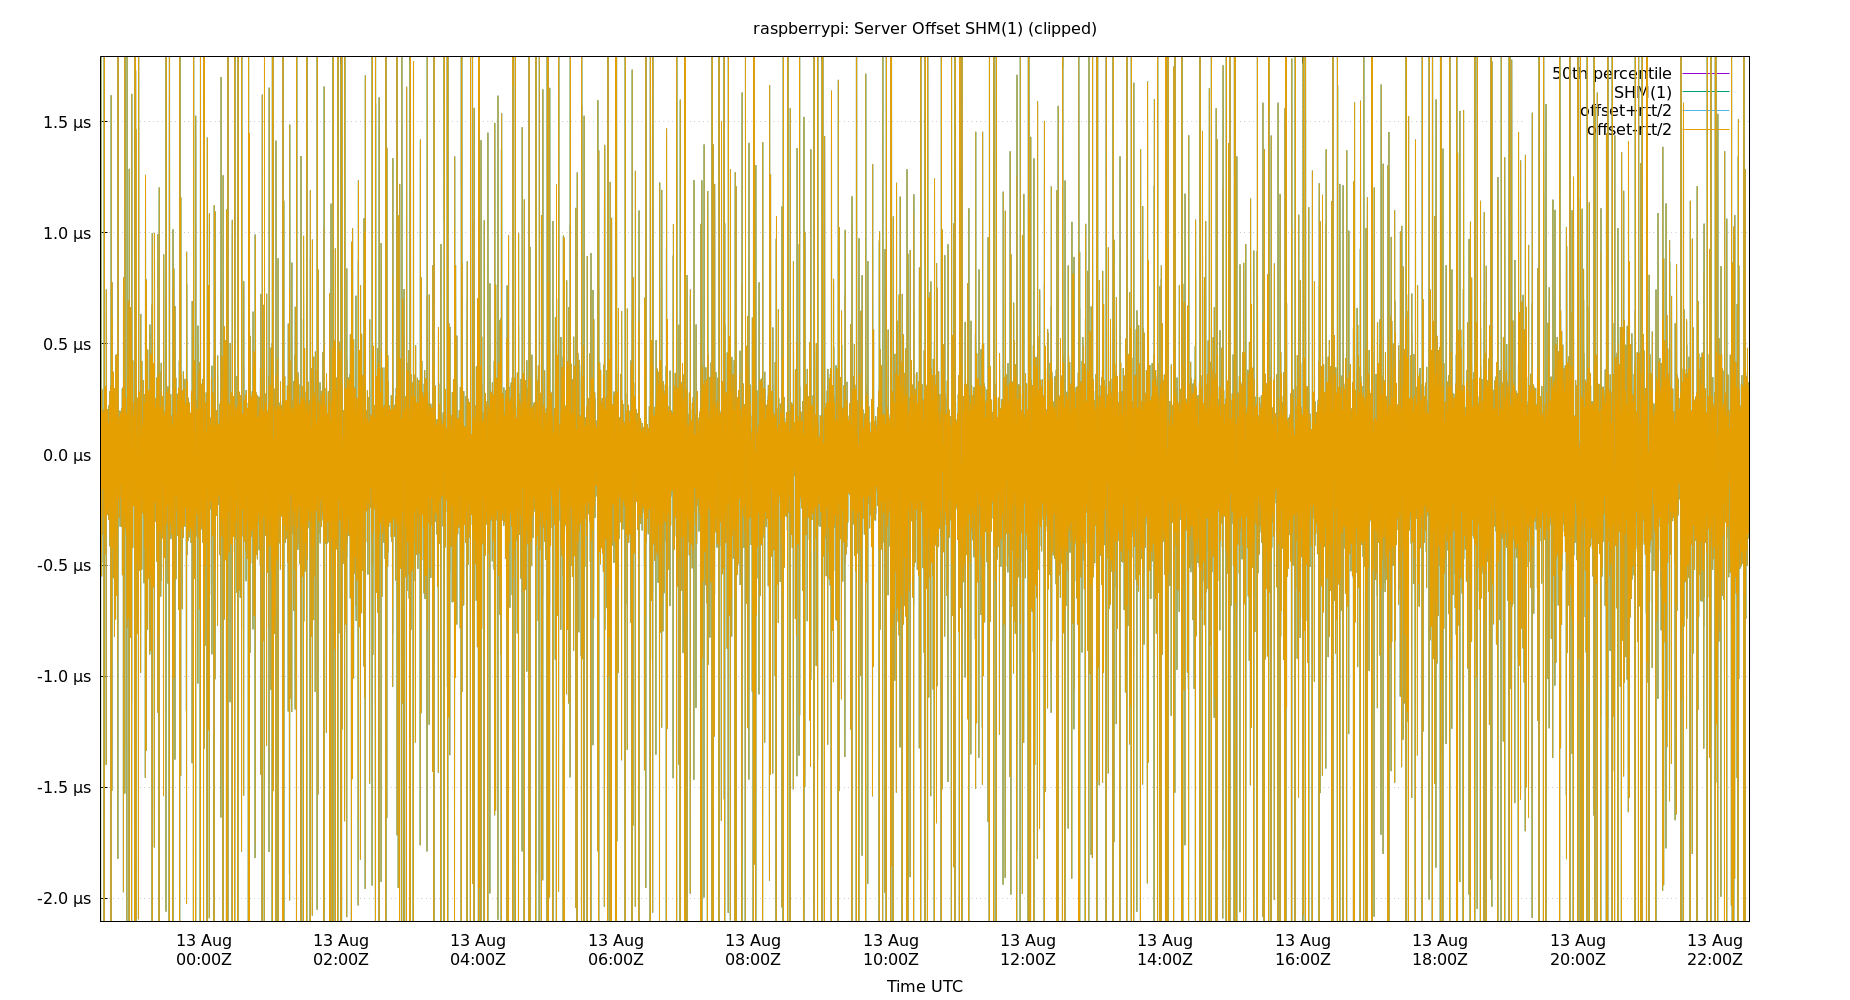 raspberrypi: Server Offset SHM(1) (clipped)
50th percentile
SHM(1)
offset+rtt/2
offset-rtt/2
1.5 µs
1.0 µs
0.5 µs
0.0 µs
-0.5 µs
-1.0 µs
-1.5 µs
-2.0 µs
13 Aug 13 Aug 13 Aug 13 Aug 13 Aug 13 Aug 13 Aug 13 Aug 13 Aug 13 Aug 13 Aug 13 Aug
00:00Z 02:00Z 04:00Z 06:00Z 08:00Z 10:00Z 12:00Z 14:00Z 16:00Z 18:00Z 20:00Z 22:00Z
Time UTC